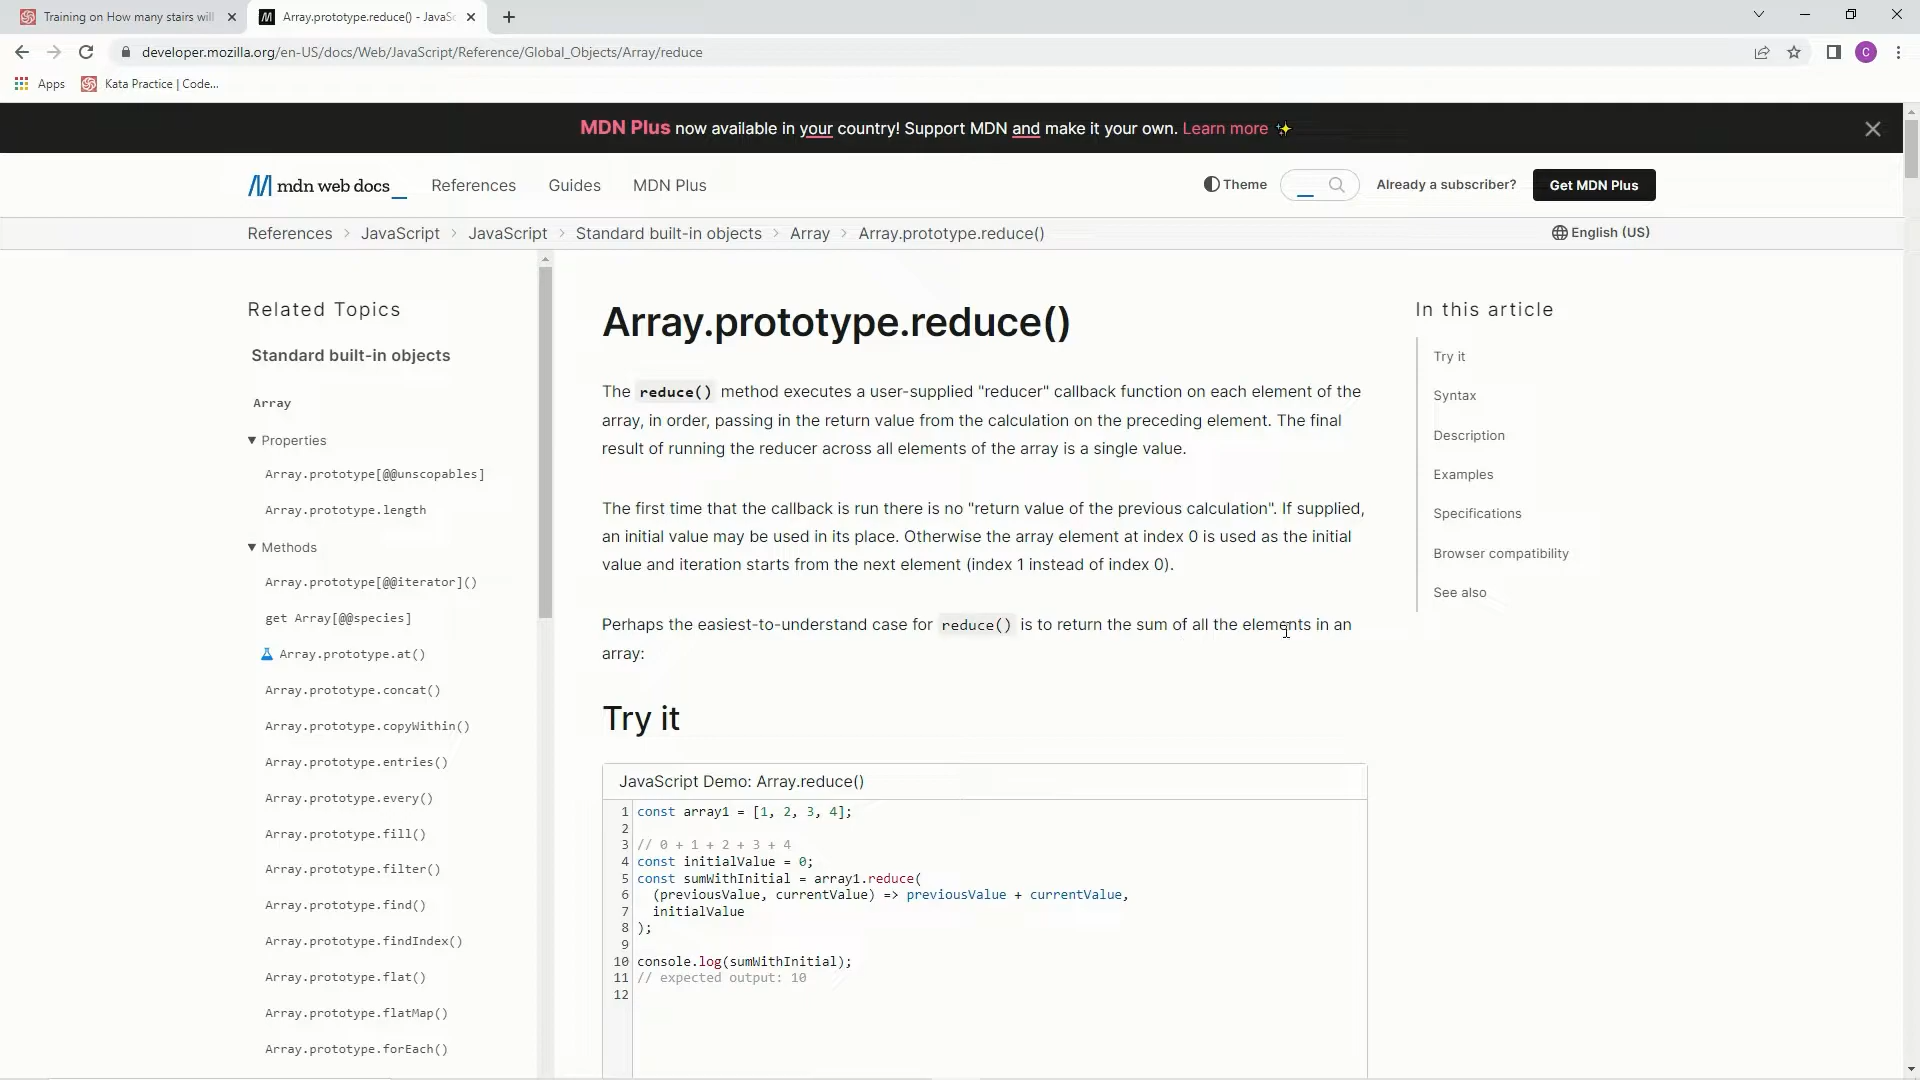 Training on How many stairs will
Array.prototype.reduce() - JavaSc
developer.mozilla.org/en-US/docs/Web/JavaScript/Reference/Global_Objects/Array/reduce
C
Apps
Kata Practice | Code...
MDN Plus now available in your country! Support MDN and make it your own. Learn more ✨
mdn web docs_
References
Guides
MDN Plus
Theme
Already a subscriber?
Get MDN Plus
References > JavaScript > JavaScript > Standard built-in objects > Array > Array.prototype.reduce()
English (US)
Related Topics
Standard built-in objects
Array
Properties
Array.prototype[@@unscopables]
Array.prototype.length
Methods
Array.prototype[@@iterator]()
get Array[@@species]
Array.prototype.at()
Array.prototype.concat()
Array.prototype.copyWithin()
Array.prototype.entries()
Array.prototype.every()
Array.prototype.fill()
Array.prototype.filter()
Array.prototype.find()
Array.prototype.findIndex()
Array.prototype.flat()
Array.prototype.flatMap()
Array.prototype.forEach()
Array.prototype.reduce()
The reduce() method executes a user-supplied "reducer" callback function on each element of the
array, in order, passing in the return value from the calculation on the preceding element. The final
result of running the reducer across all elements of the array is a single value.
The first time that the callback is run there is no "return value of the previous calculation". If supplied,
an initial value may be used in its place. Otherwise the array element at index 0 is used as the initial
value and iteration starts from the next element (index 1 instead of index 0).
Perhaps the easiest-to-understand case for reduce() is to return the sum of all the elements in an
array:
Try it
JavaScript Demo: Array.reduce()
1 const array1 = [1, 2, 3, 4];
2
3 // 0 + 1 + 2 + 3 + 4
4 const initialValue = 0;
5 const sumWithInitial = array1.reduce(
6   (previousValue, currentValue) => previousValue + currentValue,
7   initialValue
8 );
9
10 console.log(sumWithInitial);
11 // expected output: 10
12
In this article
Try it
Syntax
Description
Examples
Specifications
Browser compatibility
See also